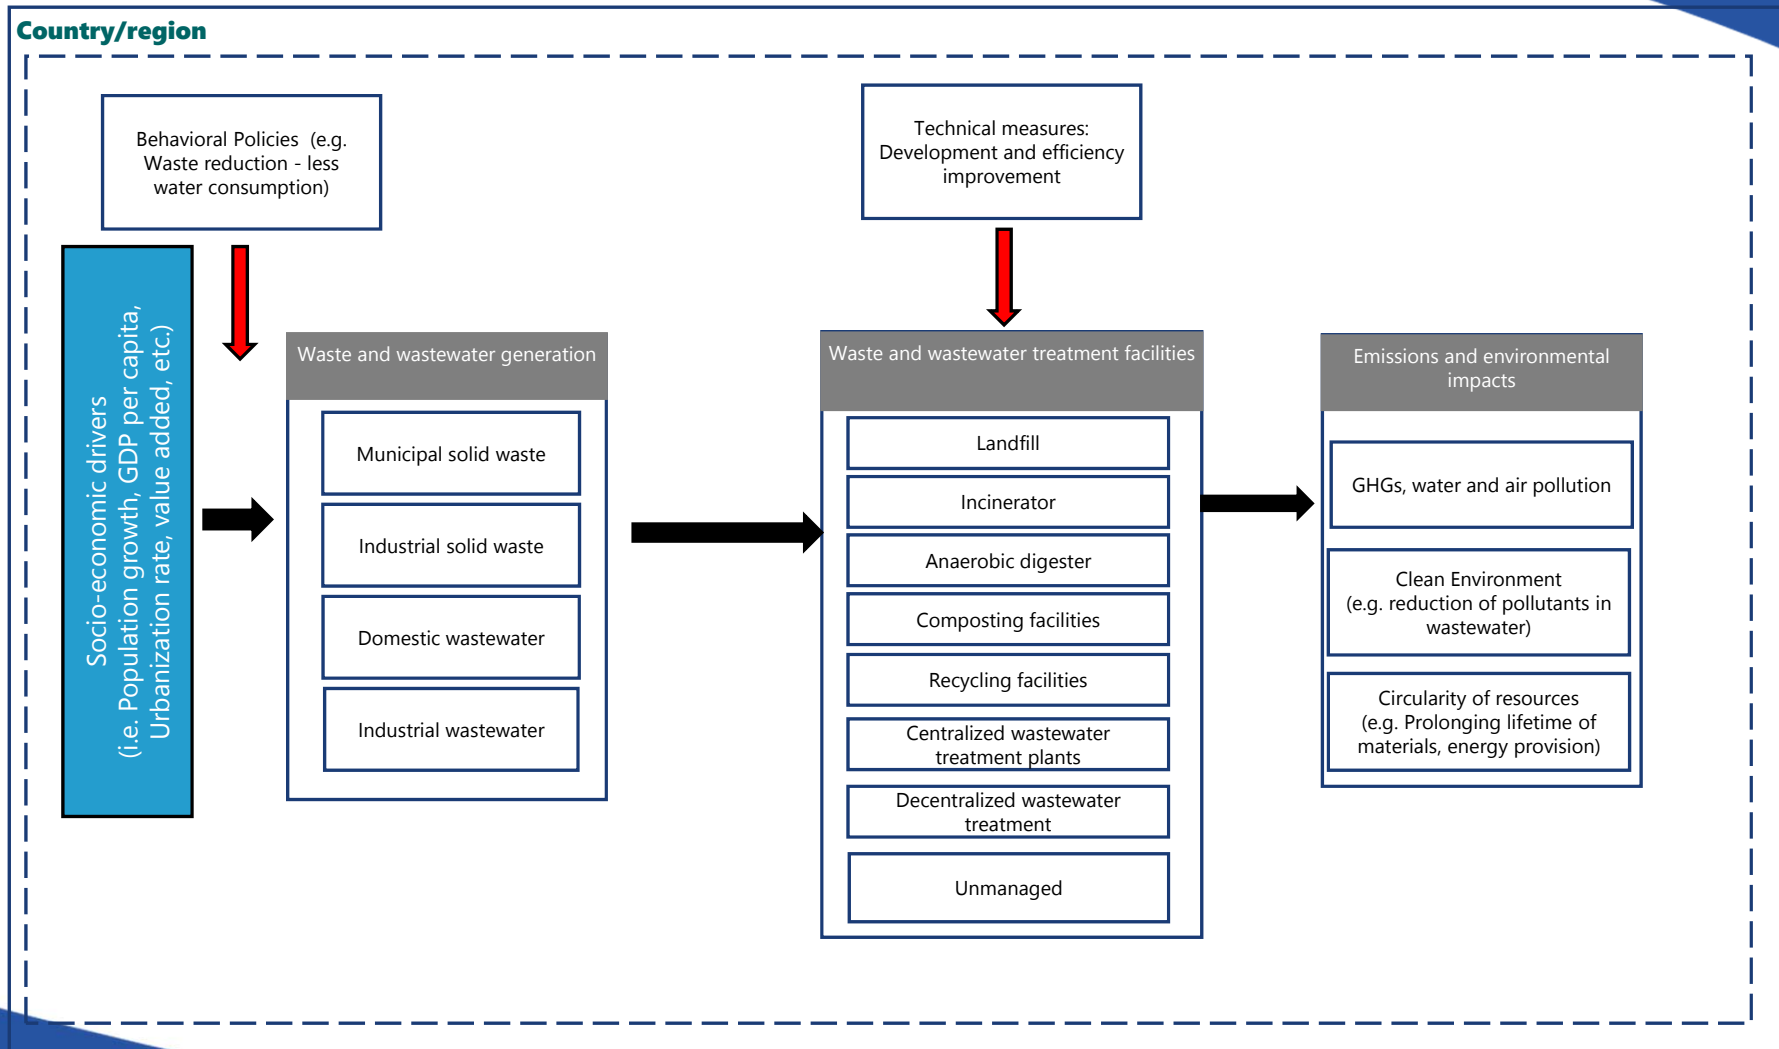 Country/region
Behavioral Policies  (e.g.
Waste reduction - less
water consumption)
Technical measures:
Development and efficiency
improvement
Socio-economic drivers
(i.e. Population growth, GDP per capita,
Urbanization rate, value added, etc.)
Waste and wastewater generation
Municipal solid waste
Industrial solid waste
Domestic wastewater
Industrial wastewater
Waste and wastewater treatment facilities
Landfill
Incinerator
Anaerobic digester
Composting facilities
Recycling facilities
Centralized wastewater
treatment plants
Decentralized wastewater
treatment
Unmanaged
Emissions and environmental
impacts
GHGs, water and air pollution
Clean Environment
(e.g. reduction of pollutants in
wastewater)
Circularity of resources
(e.g. Prolonging lifetime of
materials, energy provision)